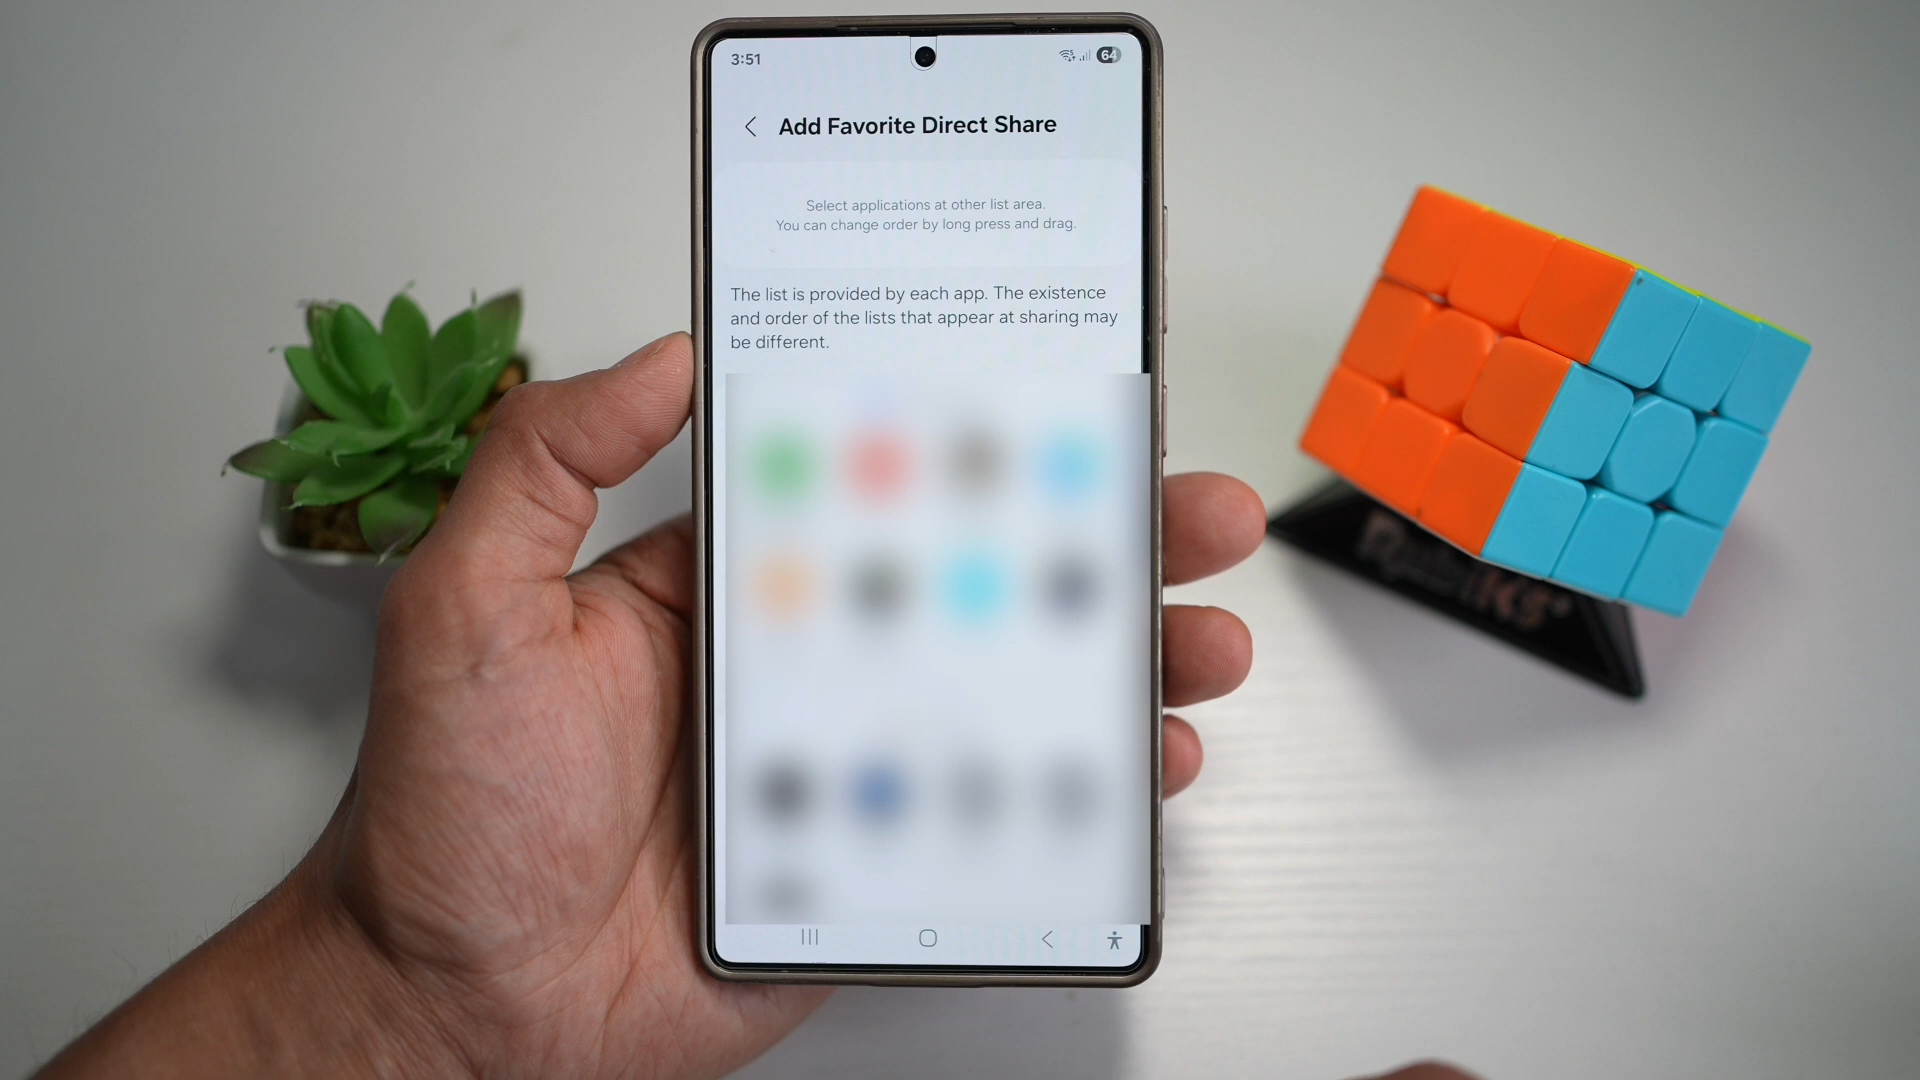 3:51
64
Add Favorite Direct Share
Select applications at other list area.
You can change order by long press and drag.
The list is provided by each app. The existence
and order of the lists that appear at sharing may
be different.